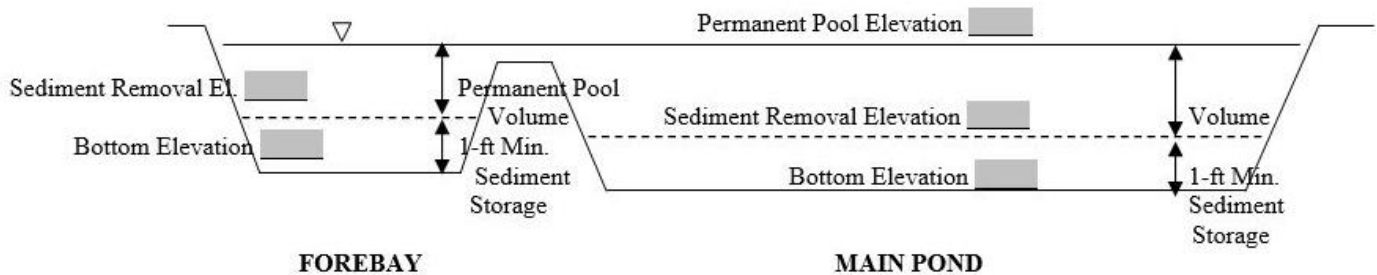 Permanent Pool Elevation
Sediment Removal El.
Permanent Pool
Volume
Sediment Removal Elevation
Volume
Bottom Elevation
1-ft Min.
Sediment
Storage
Bottom Elevation
1-ft Min.
Sediment
Storage
FOREBAY
MAIN POND